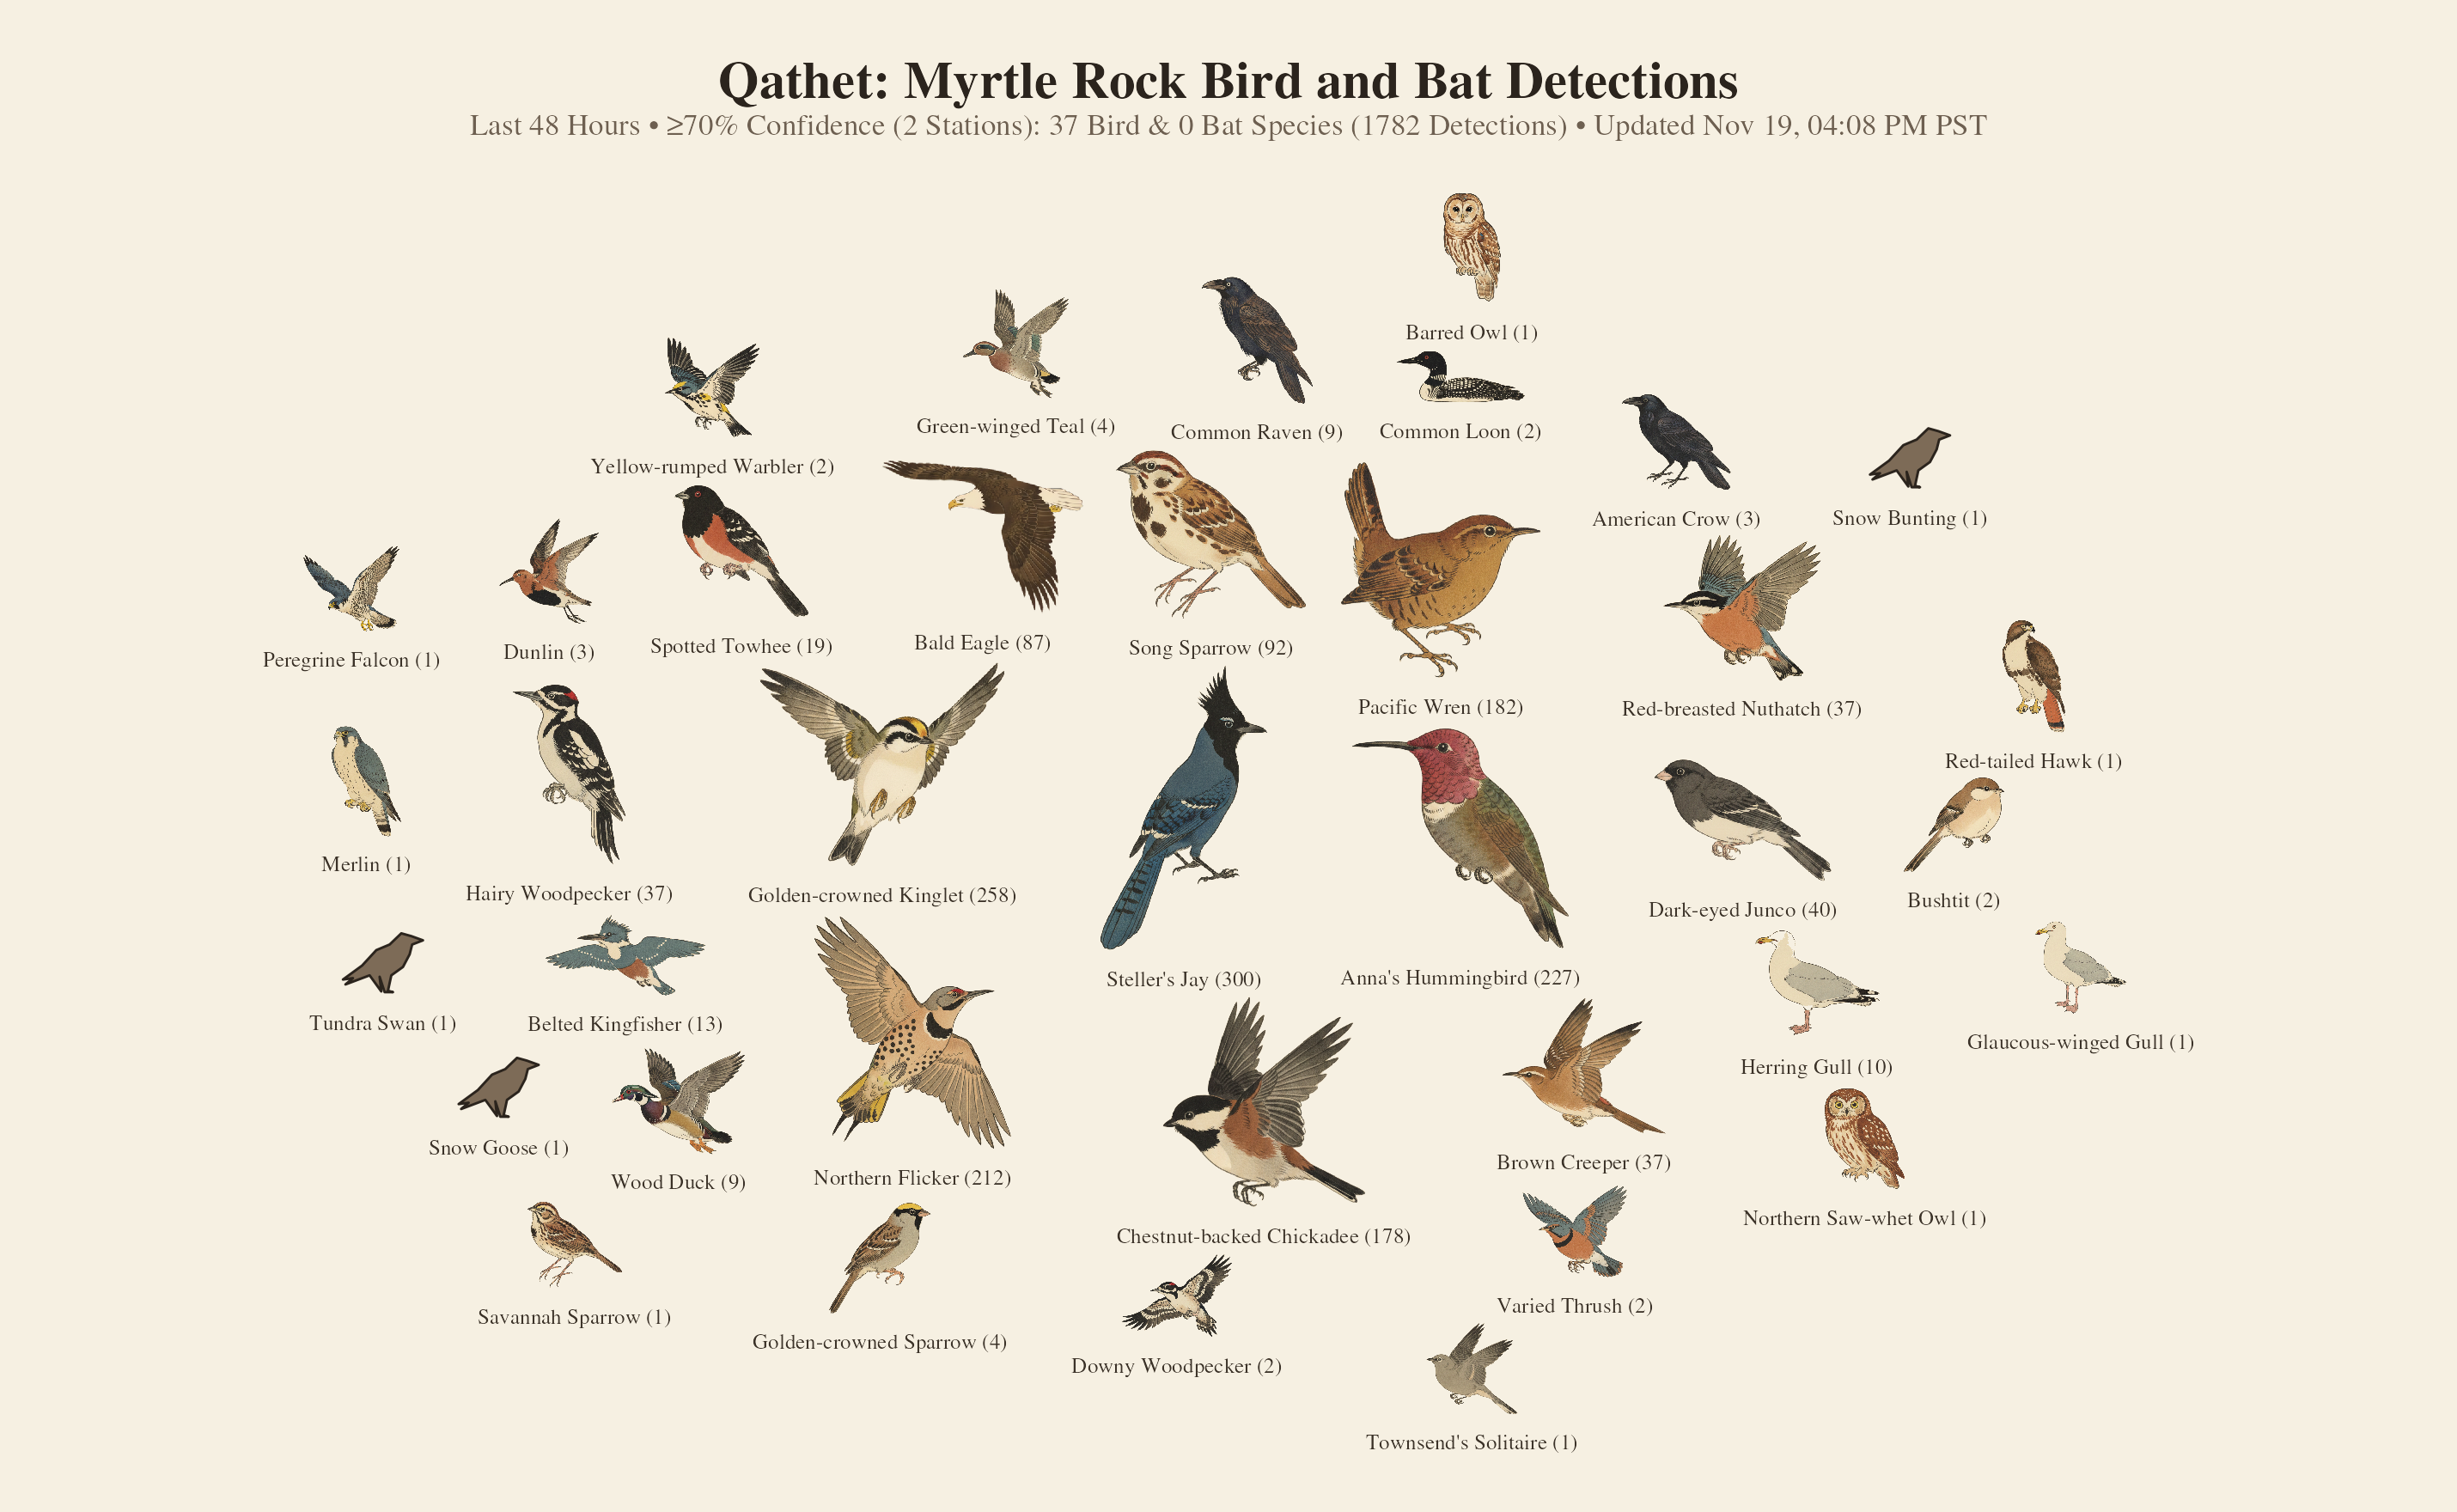 Qathet: Myrtle Rock Bird and Bat Detections
Last 48 Hours • ≥70% Confidence (2 Stations): 37 Bird & 0 Bat Species (1782 Detections) • Updated Nov 19, 04:08 PM PST
Barred Owl (1)
Green-winged Teal (4)
Common Raven (9)
Common Loon (2)
Yellow-rumped Warbler (2)
American Crow (3)
Snow Bunting (1)
Peregrine Falcon (1)
Dunlin (3)
Spotted Towhee (19)
Bald Eagle (87)
Song Sparrow (92)
Pacific Wren (182)
Red-breasted Nuthatch (37)
Red-tailed Hawk (1)
Merlin (1)
Hairy Woodpecker (37)
Golden-crowned Kinglet (258)
Steller's Jay (300)
Anna's Hummingbird (227)
Dark-eyed Junco (40)
Bushtit (2)
Tundra Swan (1)
Belted Kingfisher (13)
Herring Gull (10)
Glaucous-winged Gull (1)
Snow Goose (1)
Wood Duck (9)
Northern Flicker (212)
Chestnut-backed Chickadee (178)
Brown Creeper (37)
Northern Saw-whet Owl (1)
Savannah Sparrow (1)
Golden-crowned Sparrow (4)
Downy Woodpecker (2)
Varied Thrush (2)
Townsend's Solitaire (1)